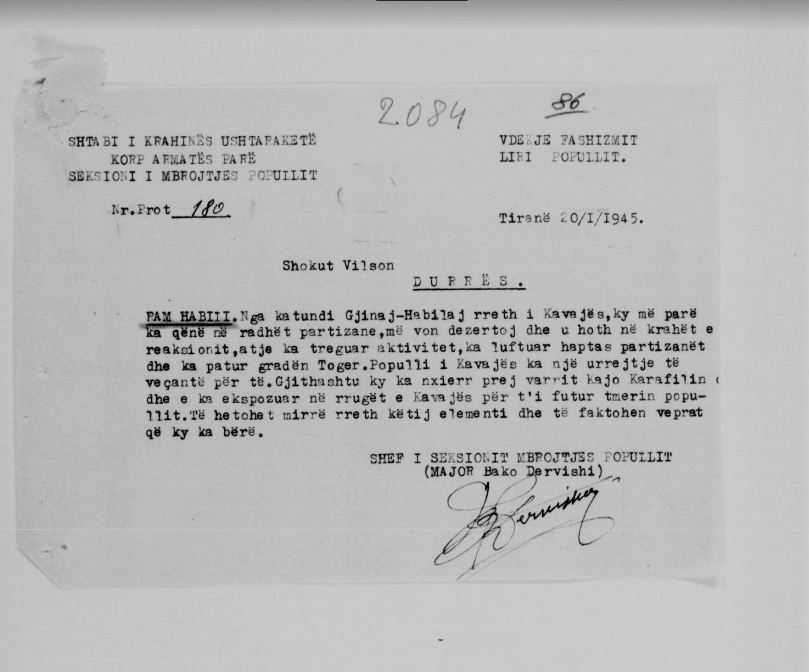 2084
86
SHTABI I KRAHINËS USHTARAKETË
KORP ARMATËS PARË
SEKSIONI I MBROJTJES POPULLIT
Nr.Prot 180
VDEKJE FASHIZMIT
LIRI POPULLIT.
Tiranë 20/I/1945.
Shokut Vilson
DURRËS.
PAM HABILI.Nga katundi Gjinaj-Habilaj rreth i Kavajës,ky më parë
ka qënë në radhët partizane,më von dezertoj dhe u hoth në krahët e
reaksionit,atje ka treguar aktivitet,ka luftuar haptas partizanët
dhe ka patur gradën Toger.Populli i Kavajës ka një urrejtje të
veçantë për të.Gjithashtu ky ka nxierr prej varrit kajo Karafilin
dhe e ka ekspozuar në rrugët e Kavajës për t'i futur tmerin popu-
llit.Të hetohet mirrë rreth këtij elementi dhe të faktohen veprat
që ky ka bërë.
SHEF I SEKSIONIT MBROJTJES POPULLIT
(MAJOR Bako Dervishi)